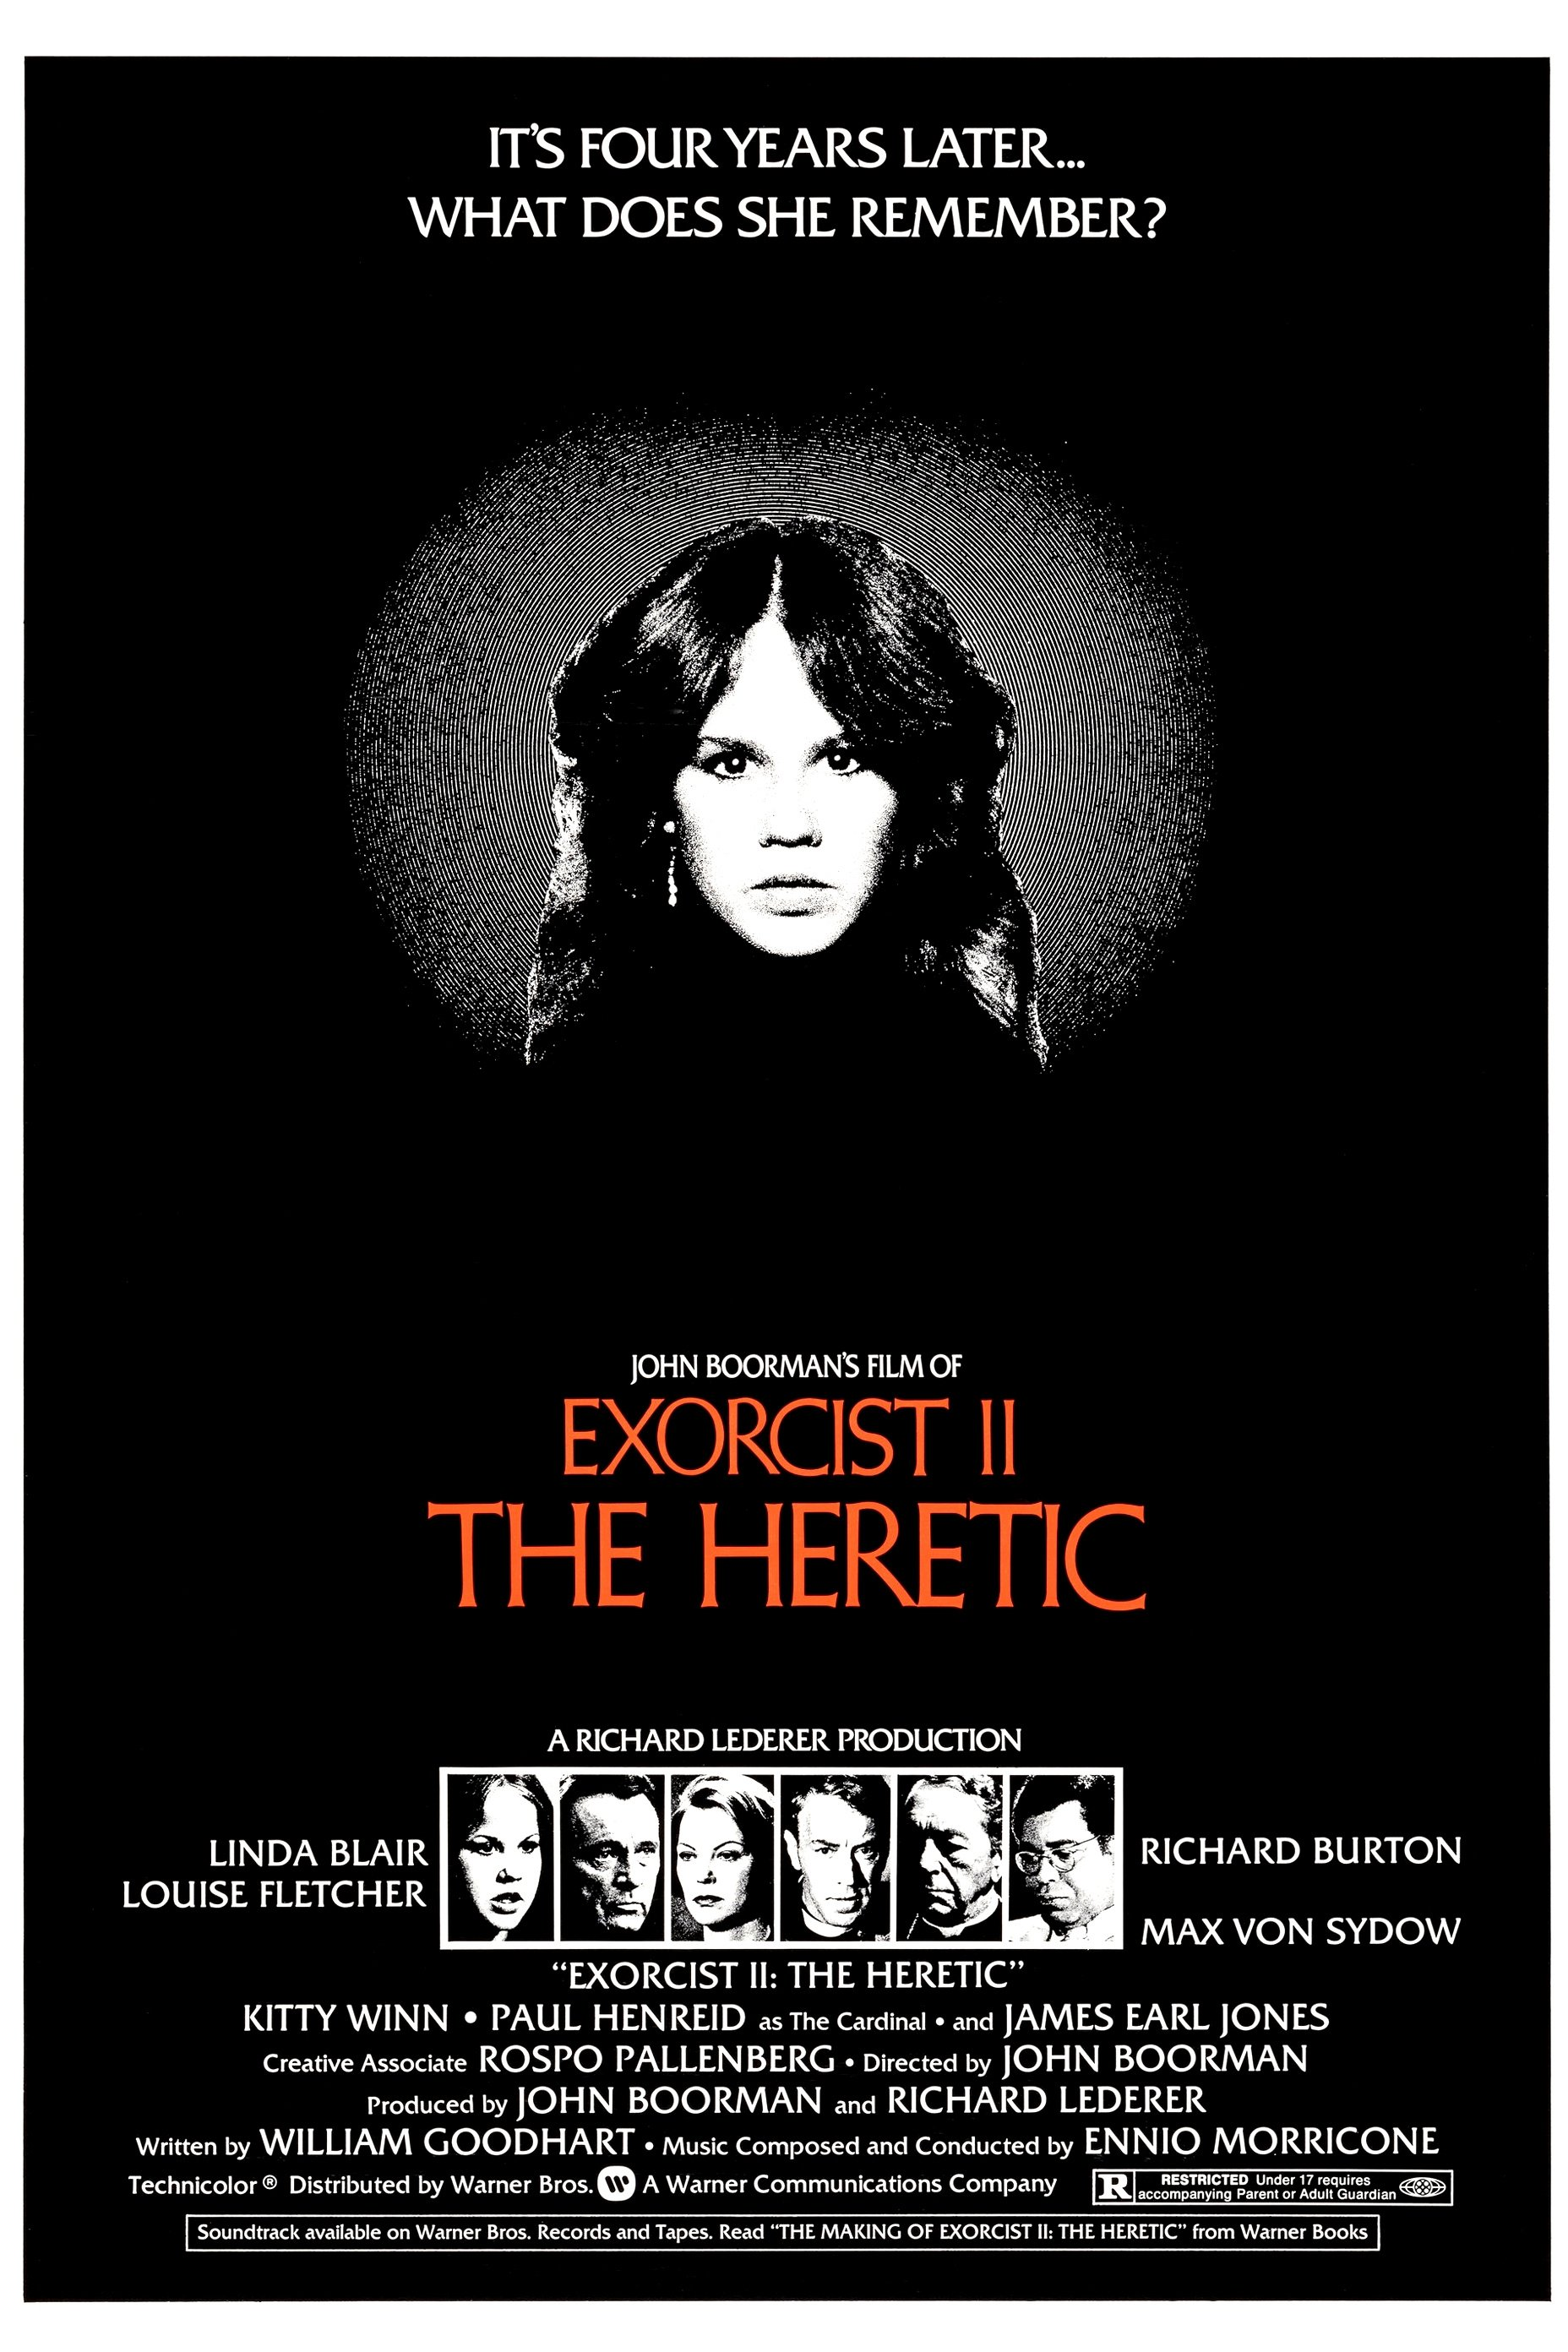 IT'S FOUR YEARS LATER...
WHAT DOES SHE REMEMBER?
JOHN BOORMAN'S FILM OF
EXORCIST II
THE HERETIC
A RICHARD LEDERER PRODUCTION
LINDA BLAIR
LOUISE FLETCHER
RICHARD BURTON
MAX VON SYDOW
“EXORCIST II: THE HERETIC”
KITTY WINN • PAUL HENREID as The Cardinal • and JAMES EARL JONES
Creative Associate ROSPO PALLENBERG • Directed by JOHN BOORMAN
Produced by JOHN BOORMAN and RICHARD LEDERER
Written by WILLIAM GOODHART • Music Composed and Conducted by ENNIO MORRICONE
Technicolor® Distributed by Warner Bros. W A Warner Communications Company
R RESTRICTED Under 17 requires
accompanying Parent or Adult Guardian
Soundtrack available on Warner Bros. Records and Tapes. Read “THE MAKING OF EXORCIST II: THE HERETIC” from Warner Books